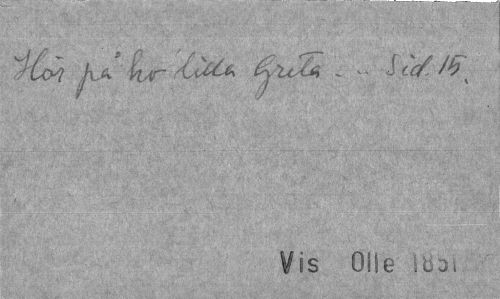 Hör på ho lilla Greta - .. Sid. 15.
Vis Olle 1851